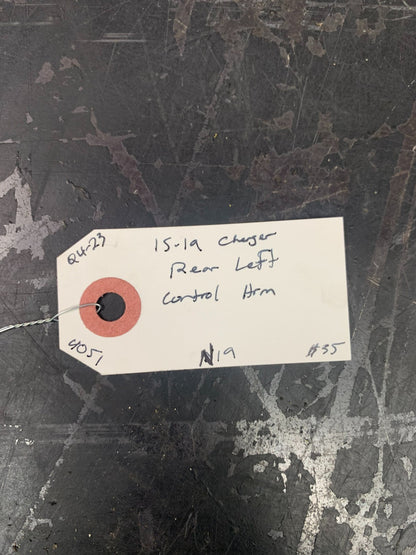 Q4-23
15-19 Charger
Rear Left
Control Arm
4051
N19
#35